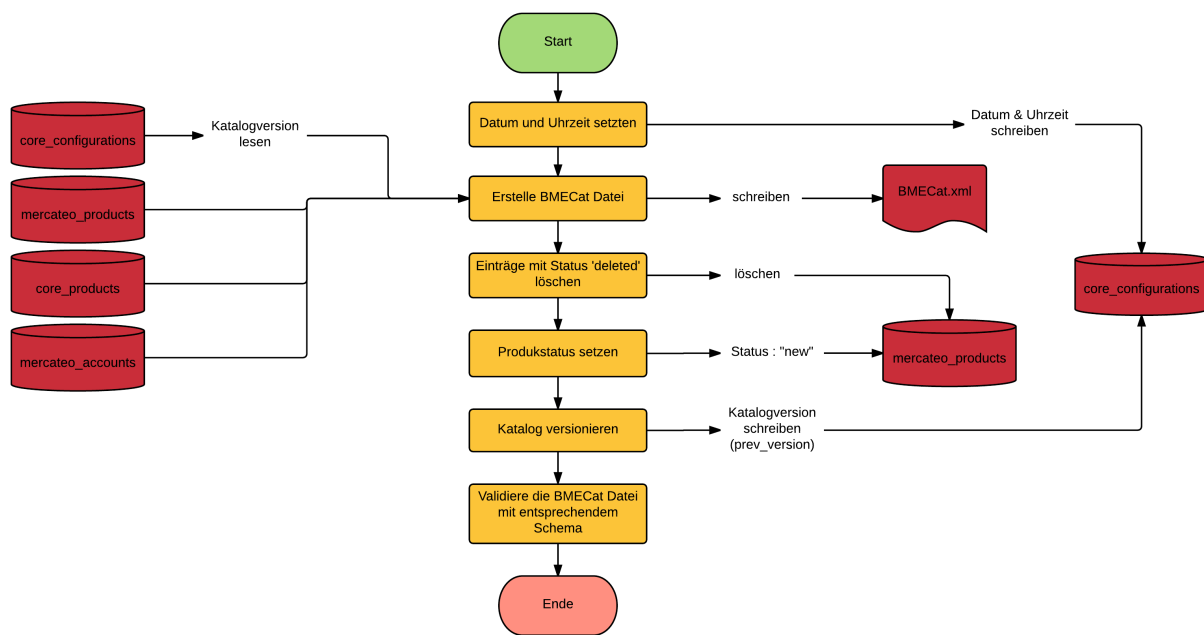 Start
Datum und Uhrzeit setzten
Datum & Uhrzeit
schreiben
core_configurations
Katalogversion
lesen
mercateo_products
core_products
mercateo_accounts
Erstelle BMECat Datei
schreiben
BMECat.xml
Einträge mit Status 'deleted'
löschen
löschen
core_configurations
Produkstatus setzen
Status : "new"
mercateo_products
Katalog versionieren
Katalogversion
schreiben
(prev_version)
Validiere die BMECat Datei
mit entsprechendem
Schema
Ende